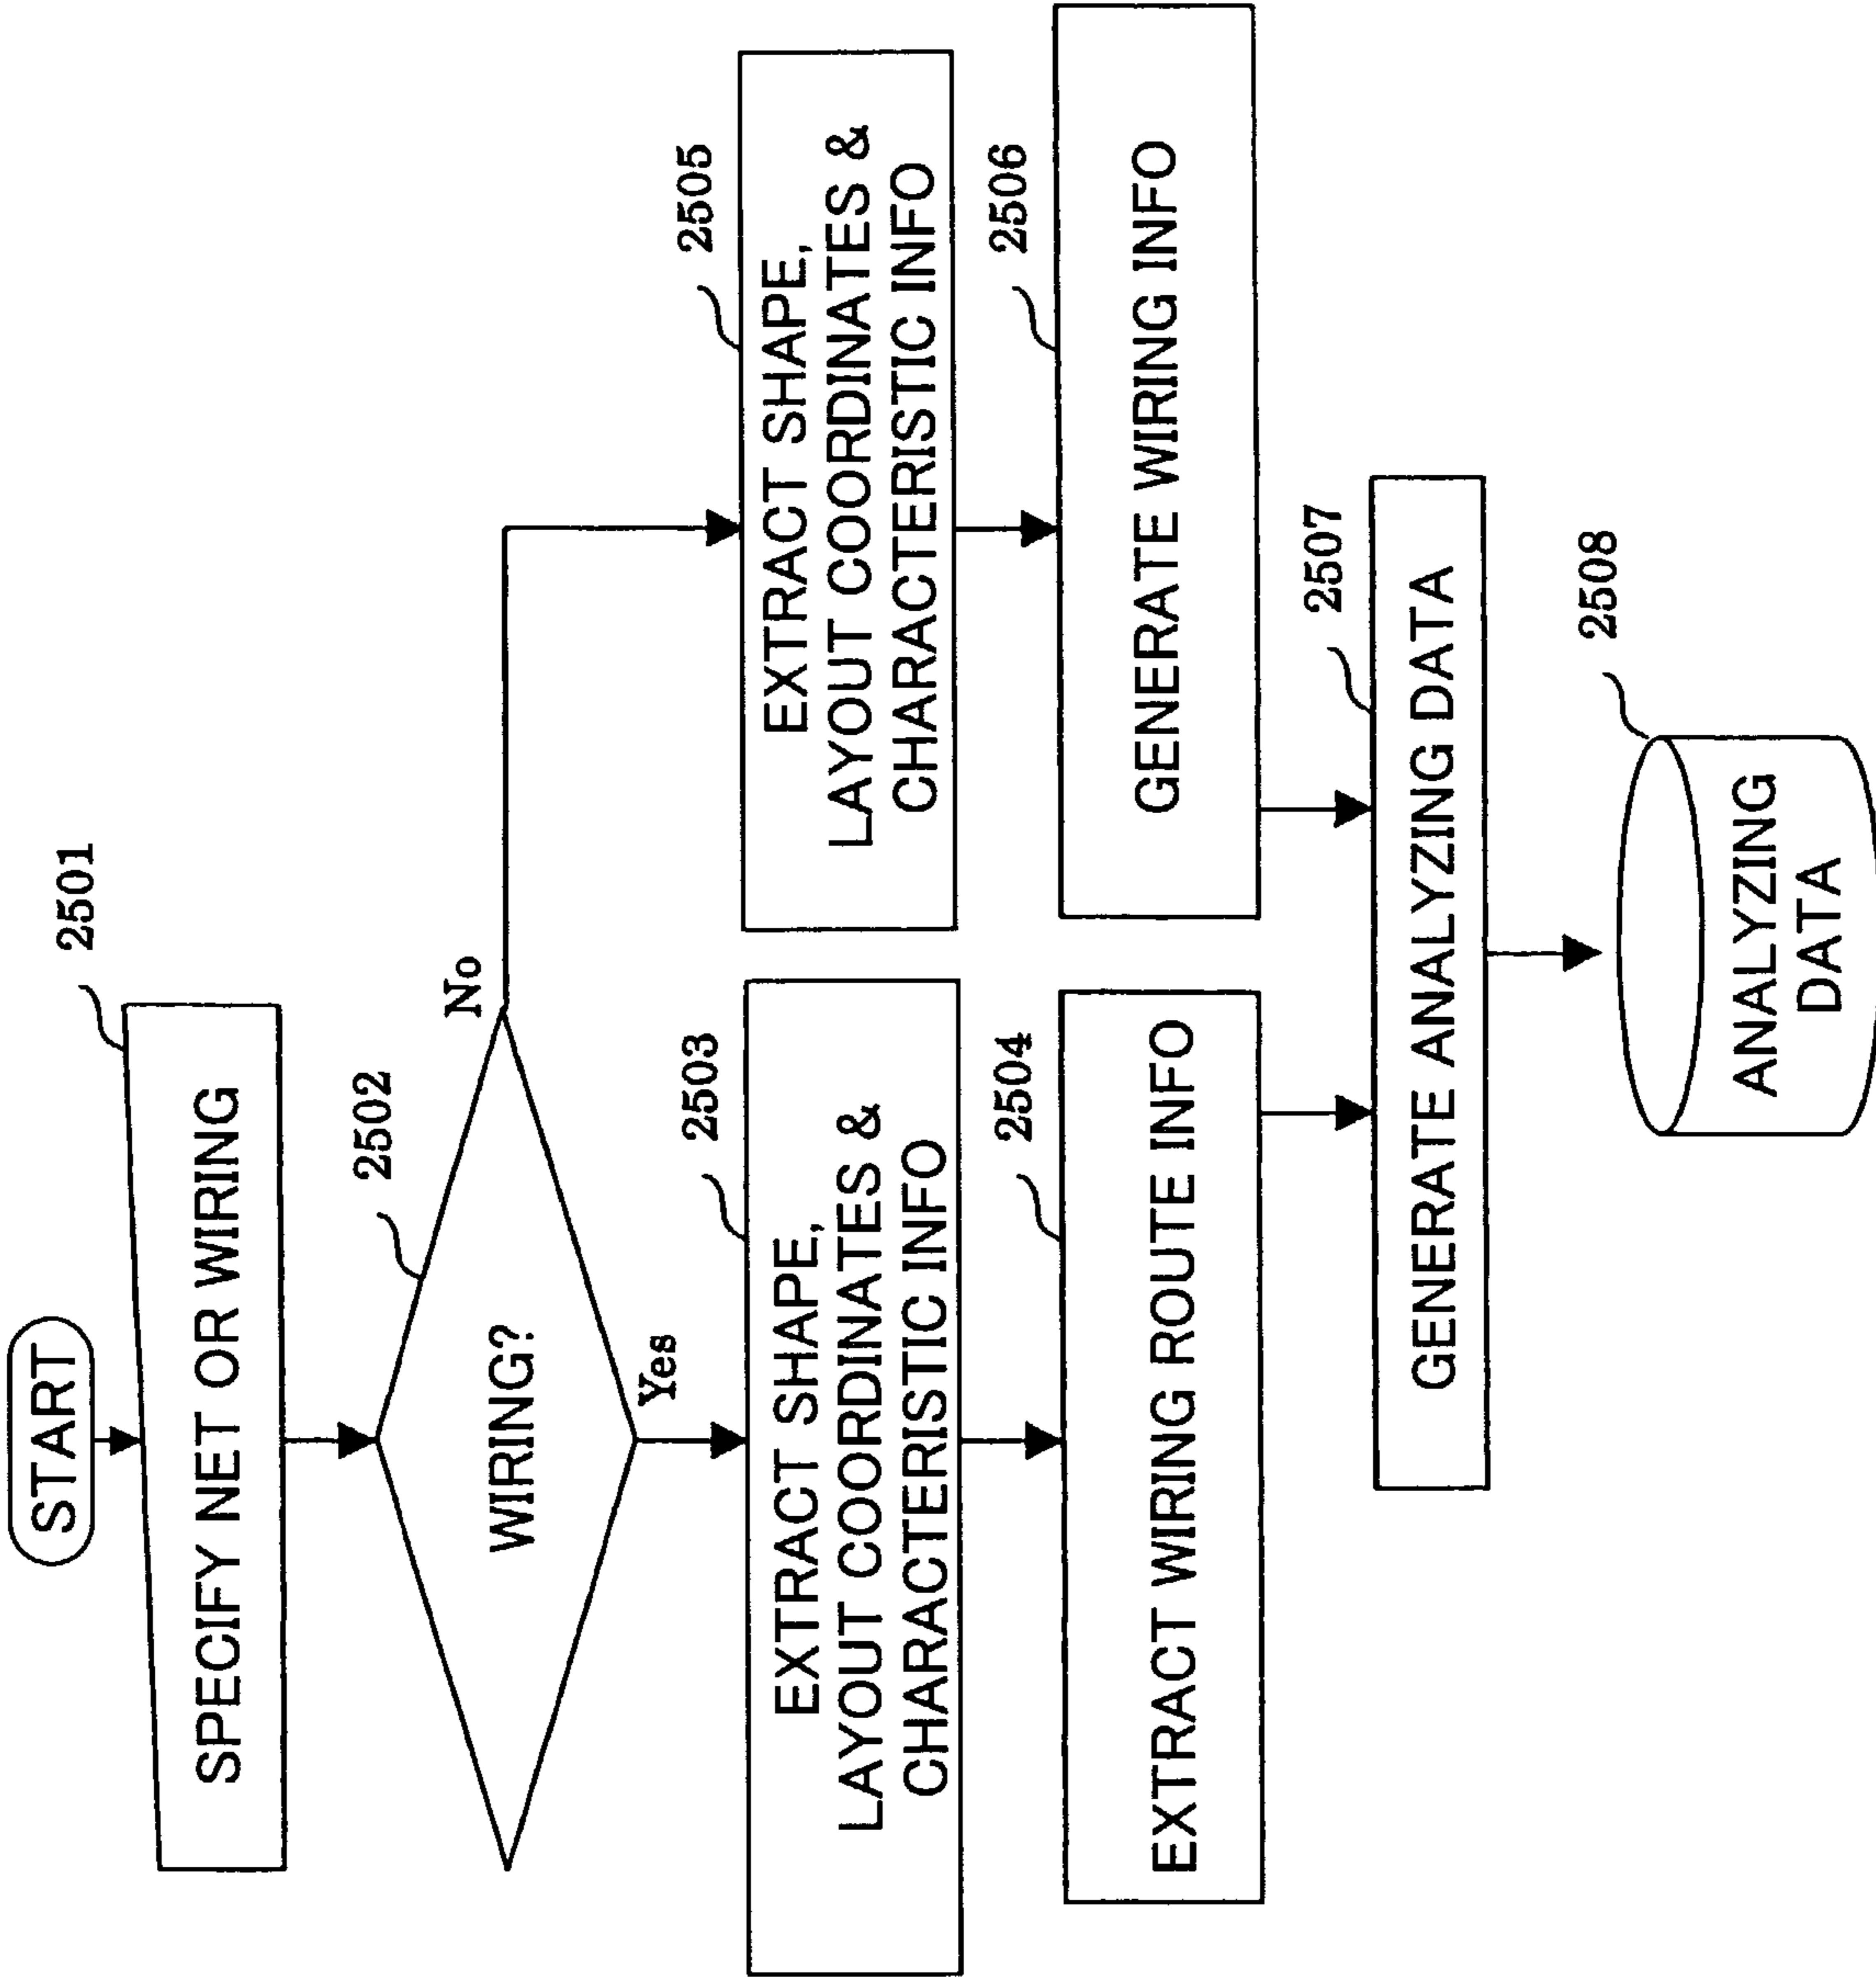 START
2501
SPECIFY NET OR WIRING
2502
WIRING?
No
Yes
2503
EXTRACT SHAPE,
LAYOUT COORDINATES &
CHARACTERISTIC INFO
2504
EXTRACT WIRING ROUTE INFO
2505
EXTRACT SHAPE,
LAYOUT COORDINATES &
CHARACTERISTIC INFO
2506
GENERATE WIRING INFO
2507
GENERATE ANALYZING DATA
2508
ANALYZING
DATA